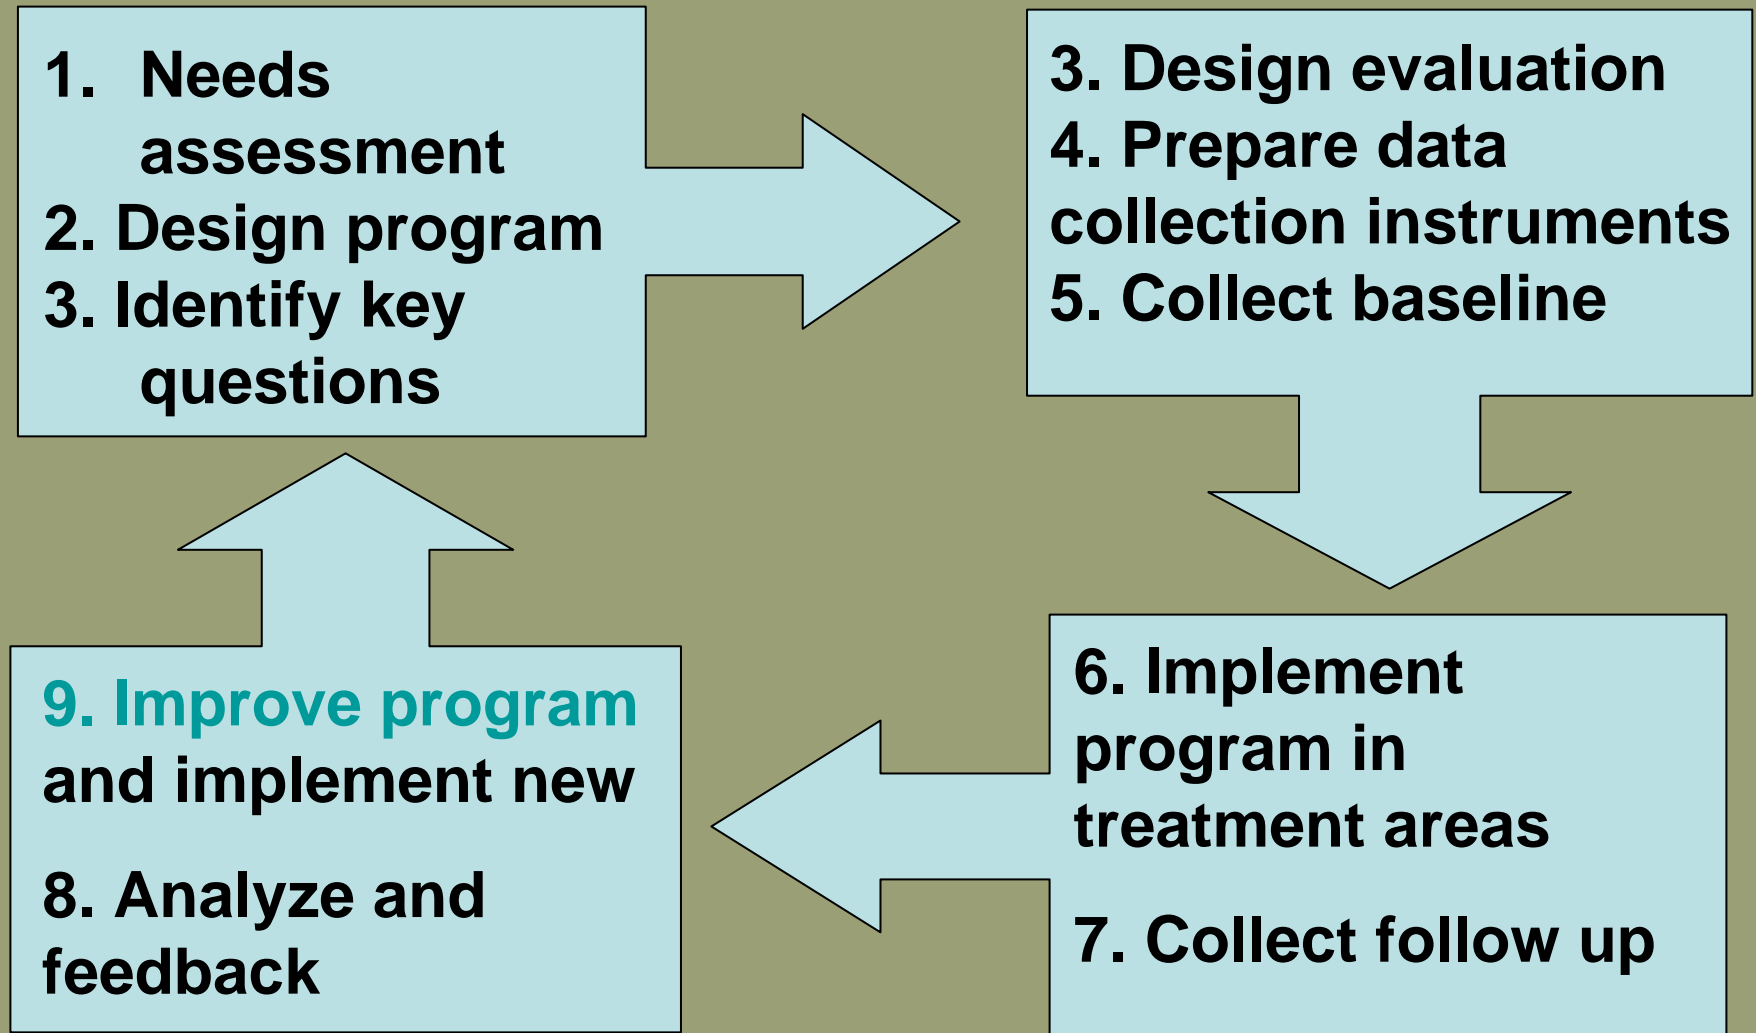 1. Needs
assessment
2. Design program
3. Identify key
questions
3. Design evaluation
4. Prepare data
collection instruments
5. Collect baseline
6. Implement
program in
treatment areas
7. Collect follow up
9. Improve program
and implement new
8. Analyze and
feedback